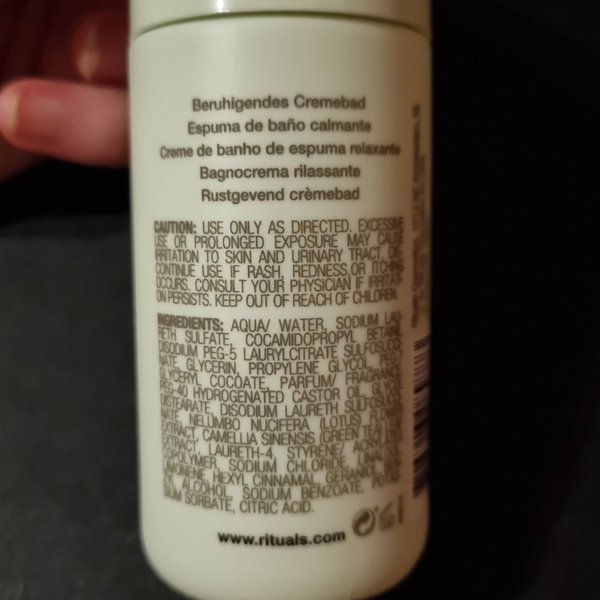 Beruhigendes Cremebad
Espuma de baño calmante
Creme de banho de espuma relaxante
Bagnocrema rilassante
Rustgevend crèmebad
CAUTION: USE ONLY AS DIRECTED. EXCESSIVE
USE OR PROLONGED EXPOSURE MAY CAUSE
IRRITATION TO SKIN AND URINARY TRACT. DIS-
CONTINUE USE IF RASH, REDNESS,OR ITCHING
OCCURS. CONSULT YOUR PHYSICIAN IF IRRITATI-
ON PERSISTS. KEEP OUT OF REACH OF CHILDREN.
INGREDIENTS: AQUA/ WATER, SODIUM LAU-
RETH SULFATE, COCAMIDOPROPYL BETAINE,
DISODIUM PEG-5 LAURYLCITRATE SULFOSUCCI-
NATE, GLYCERIN, PROPYLENE GLYCOL,
GLYCERYL COCOATE, PARFUM/ FRAGRANCE,
PEG-40 HYDROGENATED CASTOR OIL, GLYCOL
DISTEARATE, DISODIUM LAURETH SULFOSUCCI-
NATE, NELUMBO NUCIFERA (LOTUS) FLOWER
EXTRACT, CAMELLIA SINENSIS (GREEN TEA) LEAF
EXTRACT, LAURETH-4, STYRENE/ ACRYLATES
COPOLYMER, SODIUM CHLORIDE, LINALOOL,
LIMONENE, HEXYL CINNAMAL, GERANIOL, BEN-
ZYL ALCOHOL, SODIUM BENZOATE, POTAS-
SIUM SORBATE, CITRIC ACID.
www.rituals.com